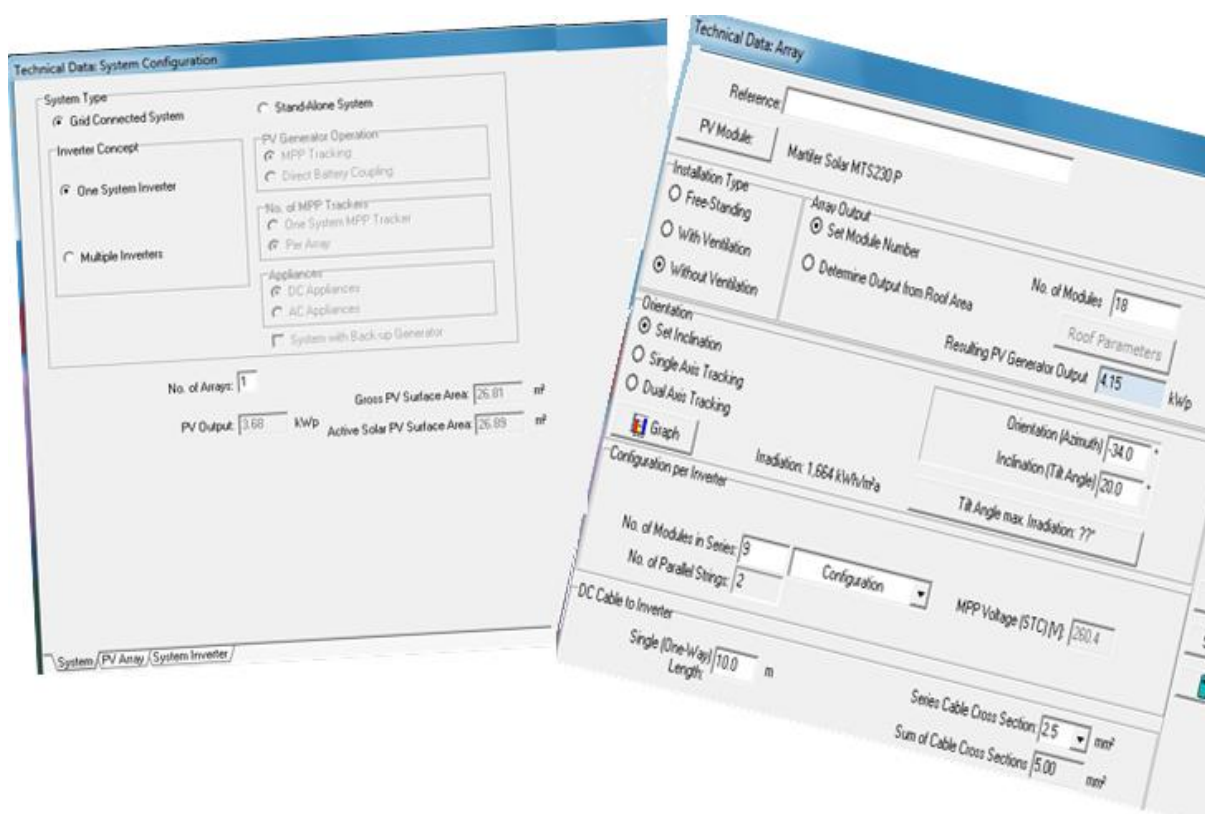 Technical Data: System Configuration
System Type
Grid Connected System
Stand-Alone System
Inverter Concept
One System Inverter
Multiple Inverters
PV Generator Operation
MPP Tracking
Direct Battery Coupling
No. of MPP Trackers
One System MPP Tracker
Per Array
Appliances
DC Appliances
AC Appliances
System with Back-up Generator
No. of Arrays: 1
Gross PV Surface Area: 26.81 m²
PV Output: 3.68 kWp
Active Solar PV Surface Area: 26.89 m²
System PV Array System Inverter
Technical Data: Array
Reference:
PV Module: Martifer Solar MTS230 P
Installation Type
Free-Standing
With Ventilation
Without Ventilation
Array Output
Set Module Number
Determine Output from Roof Area
No. of Modules 18
Roof Parameters
Resulting PV Generator Output 4.15 kWp
Orientation
Set Inclination
Single Axis Tracking
Dual Axis Tracking
Graph
Irradiation: 1,664 kWh/m²a
Orientation (Azimuth) -34.0 °
Inclination (Tilt Angle) 20.0 °
Tilt Angle max. Irradiation: ??°
Configuration per Inverter
No. of Modules in Series: 9
No. of Parallel Strings: 2
Configuration
MPP Voltage (STC) [V]: 260.4
DC Cable to Inverter
Single (One-Way) Length: 10.0 m
Series Cable Cross Section: 2.5 mm²
Sum of Cable Cross Sections 5.00 mm²